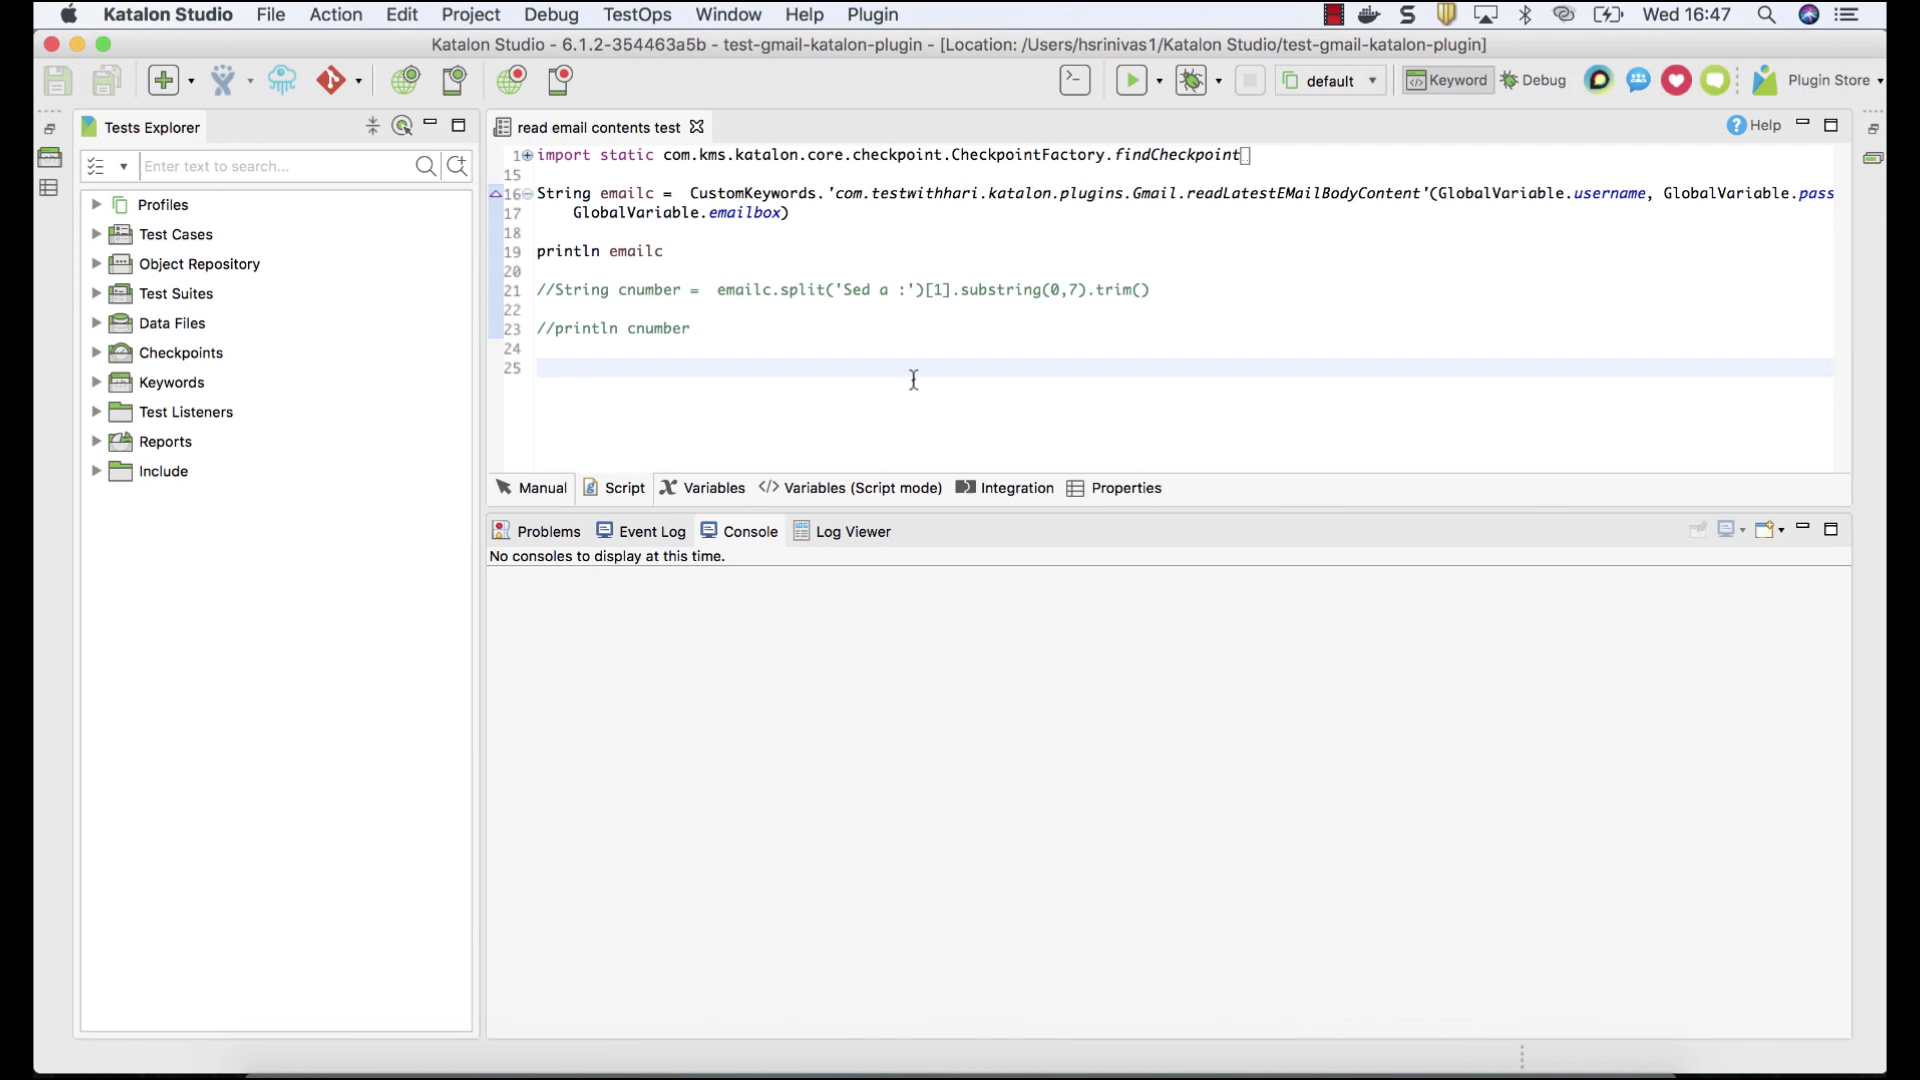 Katalon Studio File Action Edit Project Debug TestOps Window Help Plugin Wed 16:47
Katalon Studio - 6.1.2-354463a5b - test-gmail-katalon-plugin - [Location: /Users/hsrinivas1/Katalon Studio/test-gmail-katalon-plugin]
default Keyword Debug Plugin Store
Tests Explorer
Enter text to search...
Profiles
Test Cases
Object Repository
Test Suites
Data Files
Checkpoints
Keywords
Test Listeners
Reports
Include
read email contents test
Help
1 import static com.kms.katalon.core.checkpoint.CheckpointFactory.findCheckpoint
15
16 String emailc = CustomKeywords.'com.testwithhari.katalon.plugins.Gmail.readLatestEMailBodyContent'(GlobalVariable.username, GlobalVariable.pass
17 GlobalVariable.emailbox)
18
19 println emailc
20
21 //String cnumber = emailc.split('Sed a :')[1].substring(0,7).trim()
22
23 //println cnumber
24
25
Manual Script Variables Variables (Script mode) Integration Properties
Problems Event Log Console Log Viewer
No consoles to display at this time.